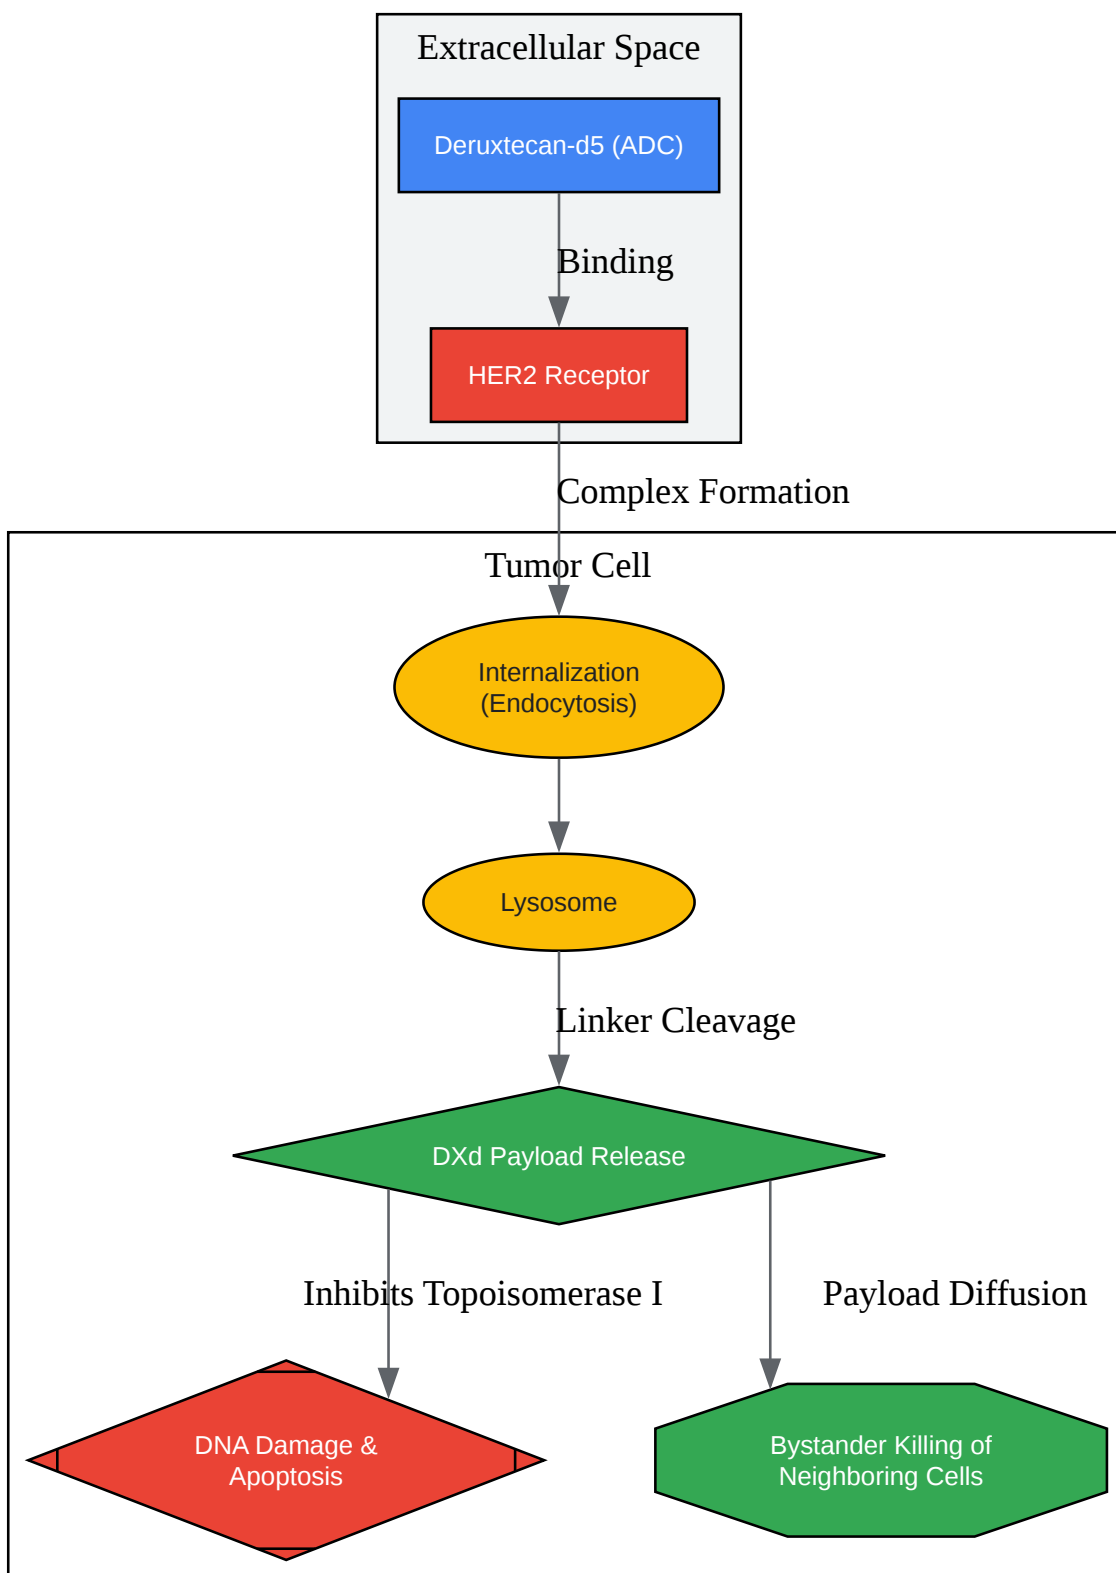 Extracellular Space
Deruxtecan-d5 (ADC)
Binding
HER2 Receptor
Complex Formation
Tumor Cell
Internalization
(Endocytosis)
Lysosome
Linker Cleavage
DXd Payload Release
Inhibits Topoisomerase I
Payload Diffusion
DNA Damage &
Apoptosis
Bystander Killing of
Neighboring Cells